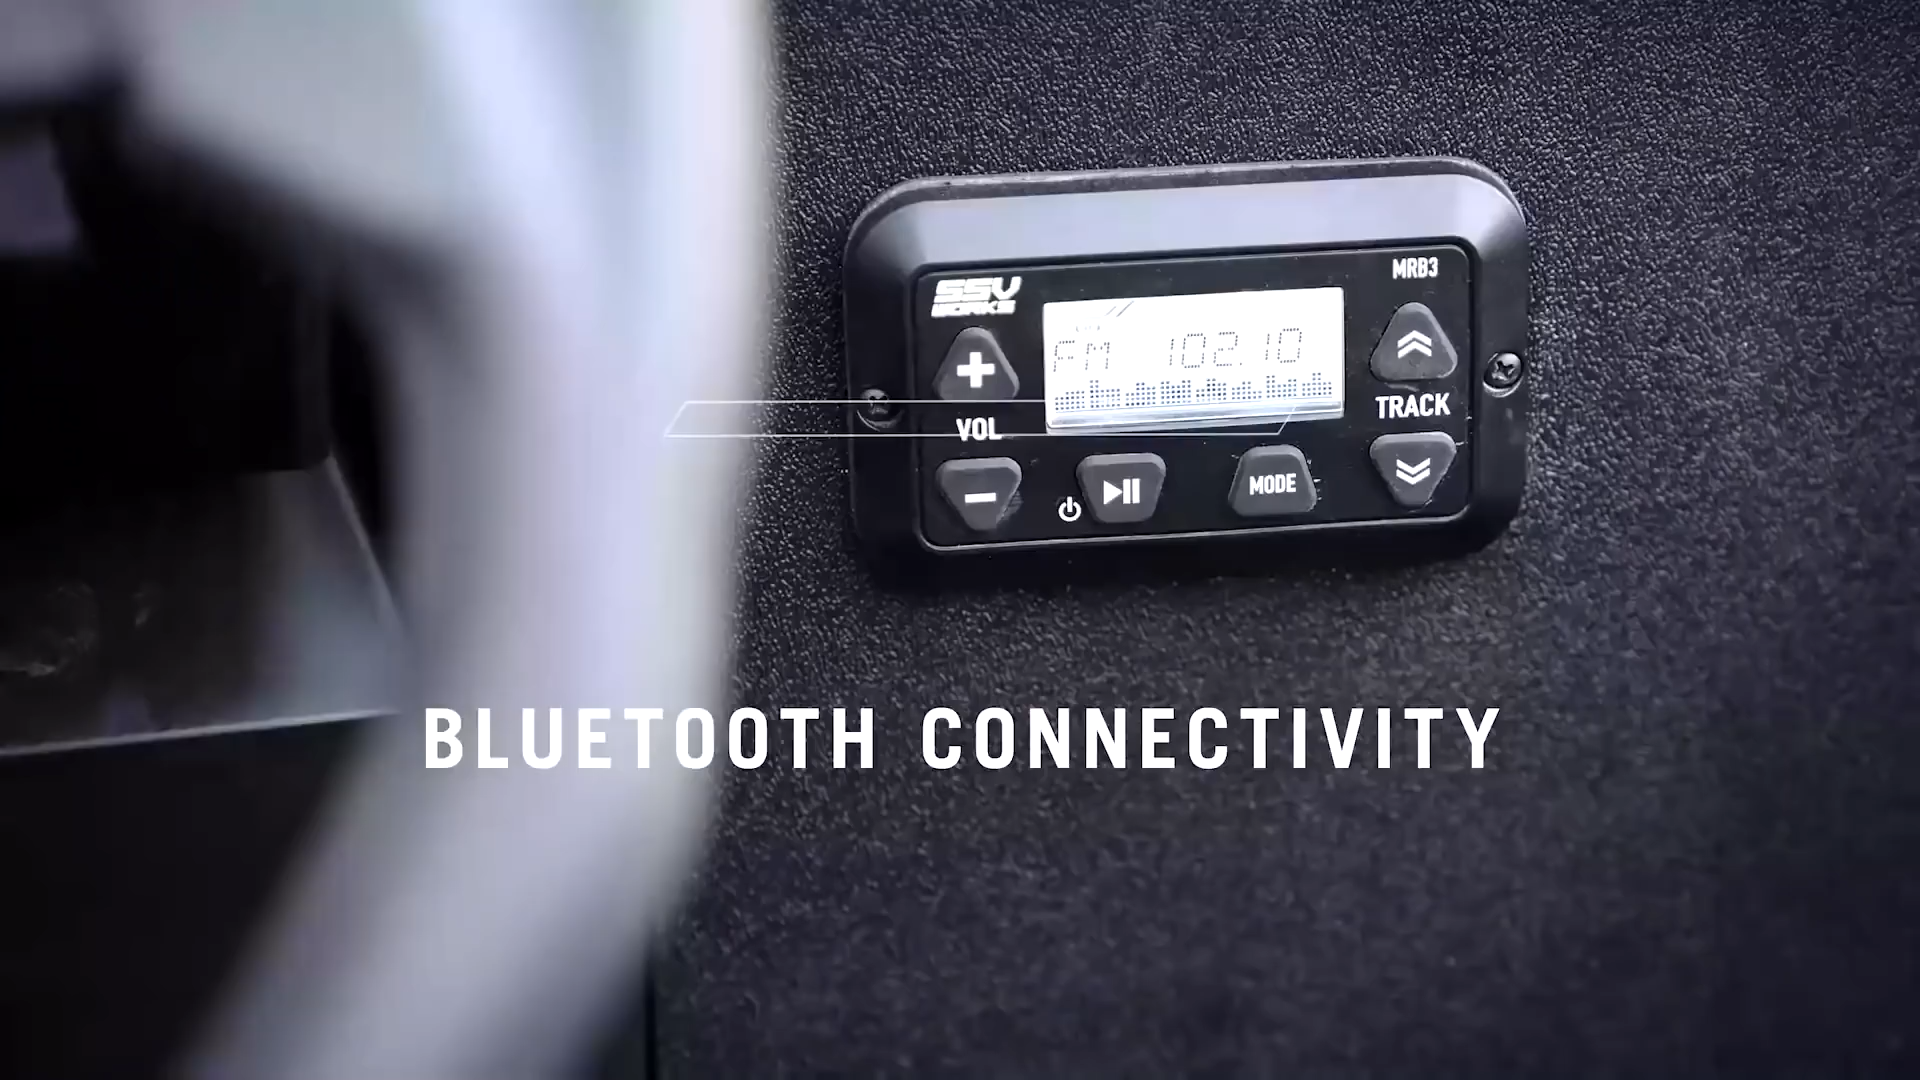 MRB3
SSV
WORKS
FM 102.10
VOL
TRACK
MODE
BLUETOOTH CONNECTIVITY